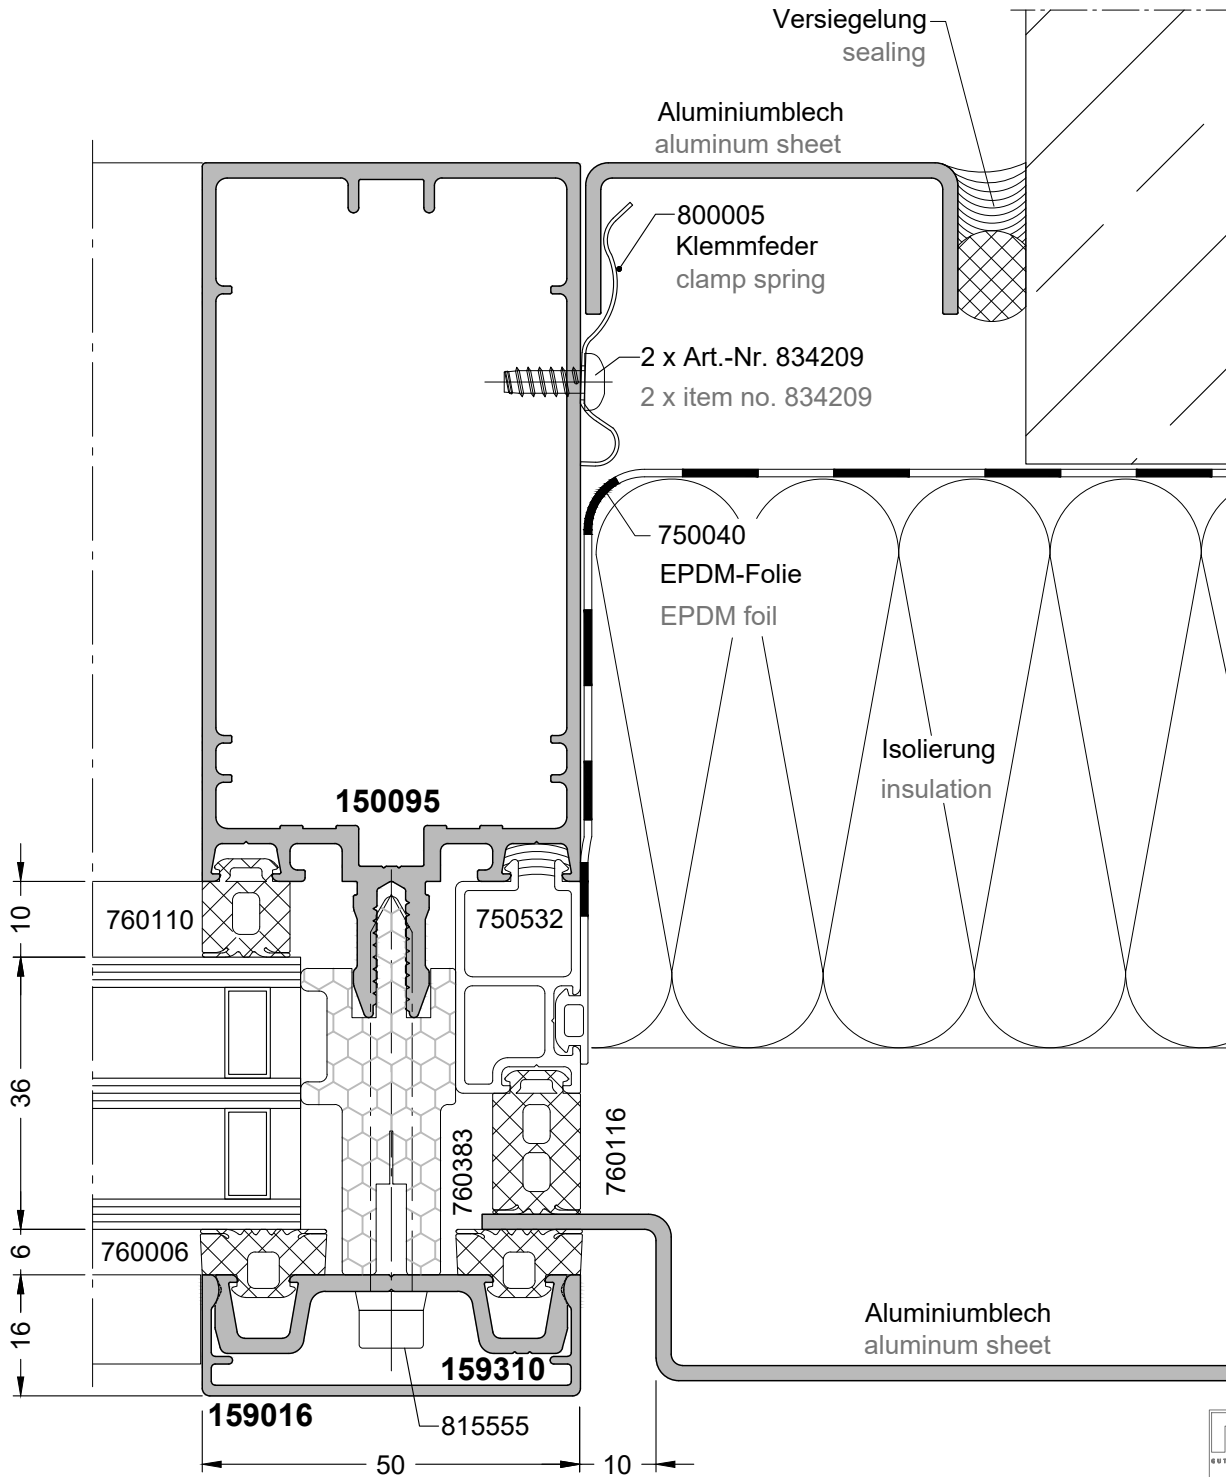 Versiegelung
sealing
Aluminiumblech
aluminum sheet
800005
Klemmfeder
clamp spring
2 x Art.-Nr. 834209
2 x item no. 834209
750040
EPDM-Folie
EPDM foil
Isolierung
insulation
150095
10
760110
750532
36
760383
760116
6
760006
16
Aluminiumblech
aluminum sheet
159310
159016
815555
50
10